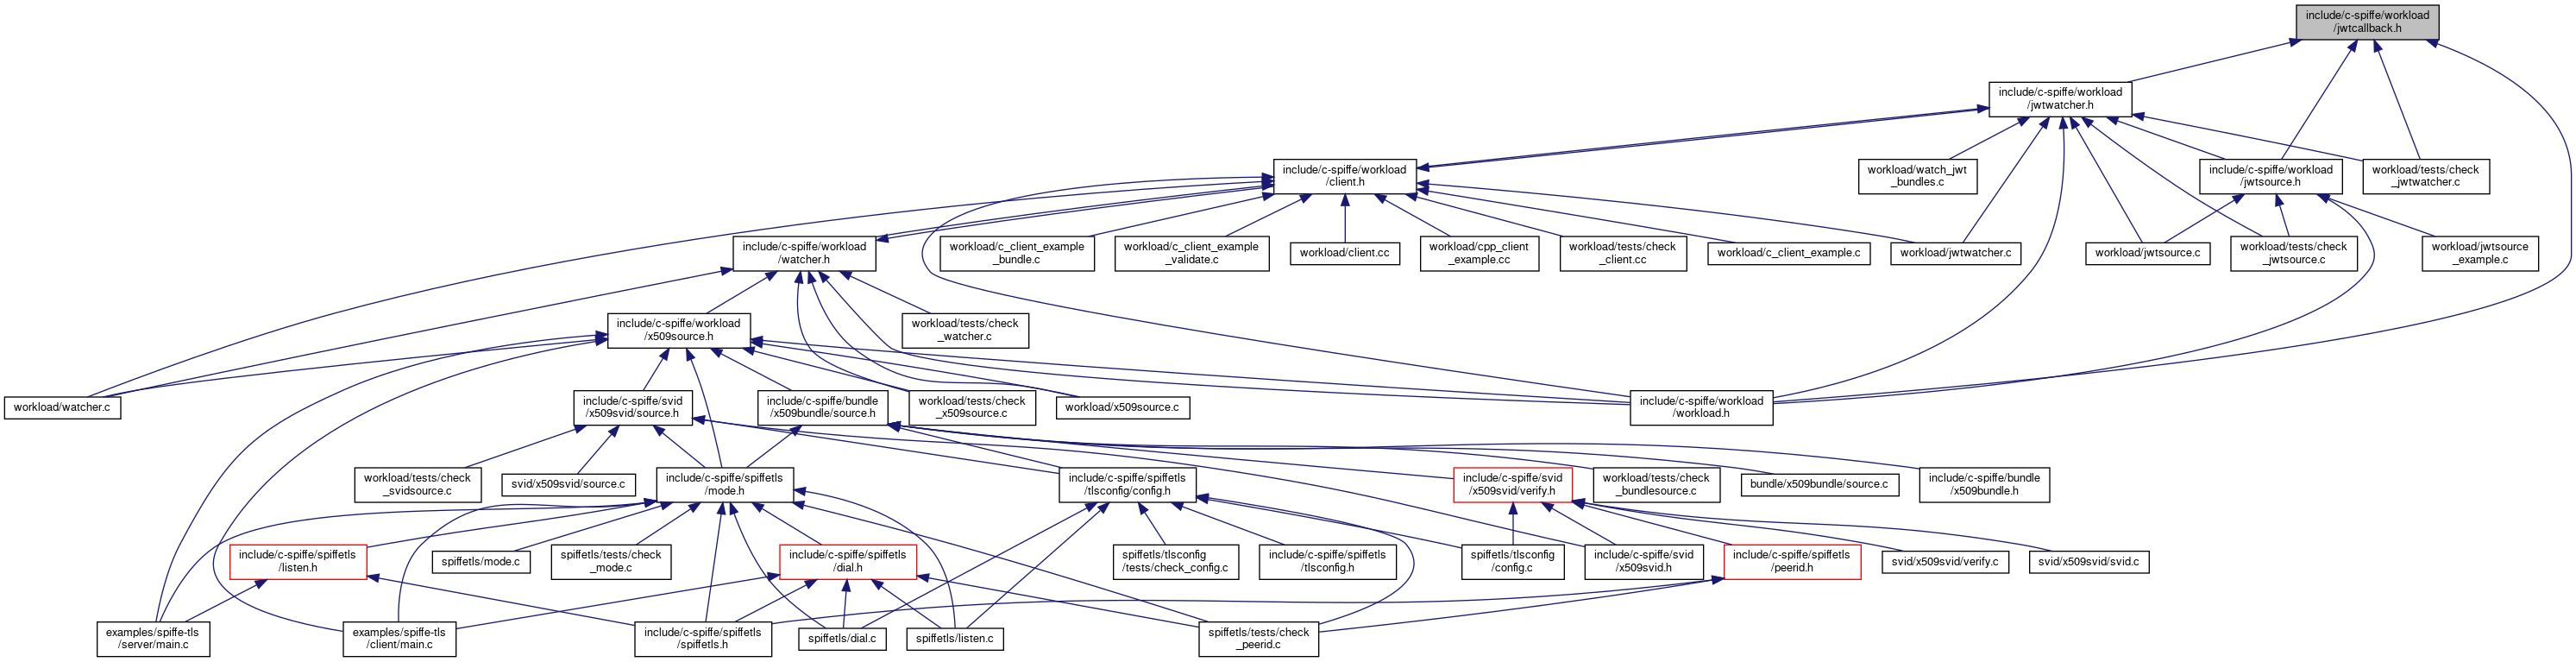 include/c-spiffe/workload
/jwtcallback.h
include/c-spiffe/workload
/jwtwatcher.h
include/c-spiffe/workload
/client.h
workload/watch_jwt
_bundles.c
include/c-spiffe/workload
/jwtsource.h
workload/tests/check
_jwtwatcher.c
include/c-spiffe/workload
/watcher.h
workload/c_client_example
_bundle.c
workload/c_client_example
_validate.c
workload/client.cc
workload/cpp_client
_example.cc
workload/tests/check
_client.cc
workload/c_client_example.c
workload/jwtwatcher.c
workload/jwtsource.c
workload/tests/check
_jwtsource.c
workload/jwtsource
_example.c
include/c-spiffe/workload
/x509source.h
workload/tests/check
_watcher.c
workload/watcher.c
include/c-spiffe/svid
/x509svid/source.h
include/c-spiffe/bundle
/x509bundle/source.h
workload/tests/check
_x509source.c
workload/x509source.c
include/c-spiffe/workload
/workload.h
workload/tests/check
_svidsource.c
svid/x509svid/source.c
include/c-spiffe/spiffetls
/mode.h
include/c-spiffe/spiffetls
/tlsconfig/config.h
include/c-spiffe/svid
/x509svid/verify.h
workload/tests/check
_bundlesource.c
bundle/x509bundle/source.c
include/c-spiffe/bundle
/x509bundle.h
include/c-spiffe/spiffetls
/listen.h
spiffetls/mode.c
spiffetls/tests/check
_mode.c
include/c-spiffe/spiffetls
/dial.h
spiffetls/tlsconfig
/tests/check_config.c
include/c-spiffe/spiffetls
/tlsconfig.h
spiffetls/tlsconfig
/config.c
include/c-spiffe/svid
/x509svid.h
include/c-spiffe/spiffetls
/peerid.h
svid/x509svid/verify.c
svid/x509svid/svid.c
examples/spiffe-tls
/server/main.c
examples/spiffe-tls
/client/main.c
include/c-spiffe/spiffetls
/spiffetls.h
spiffetls/dial.c
spiffetls/listen.c
spiffetls/tests/check
_peerid.c